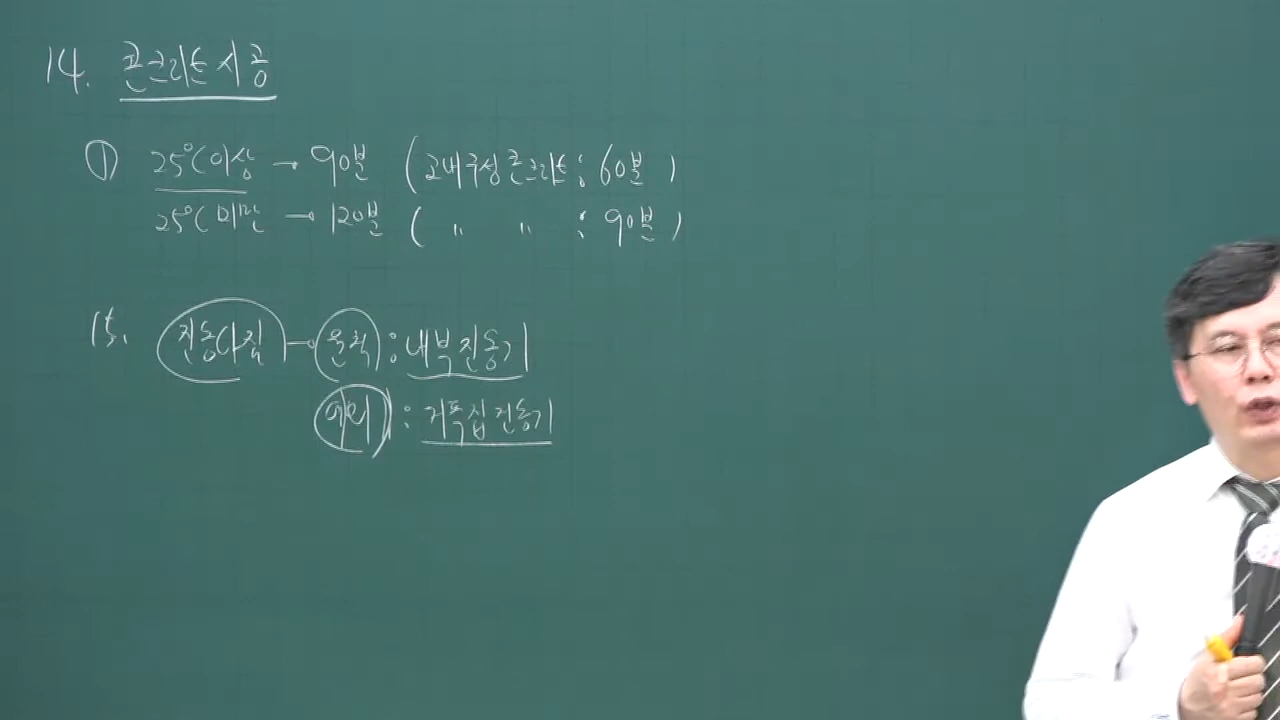 14. 콘크리트 시공
① 25℃ 이상 → 90분 (고내구성 콘크리트 : 60분)
25℃ 미만 → 120분 ( 〃 〃 : 90분)
15. 진동다짐 → 원칙 : 내부 진동기
예외 : 거푸집 진동기